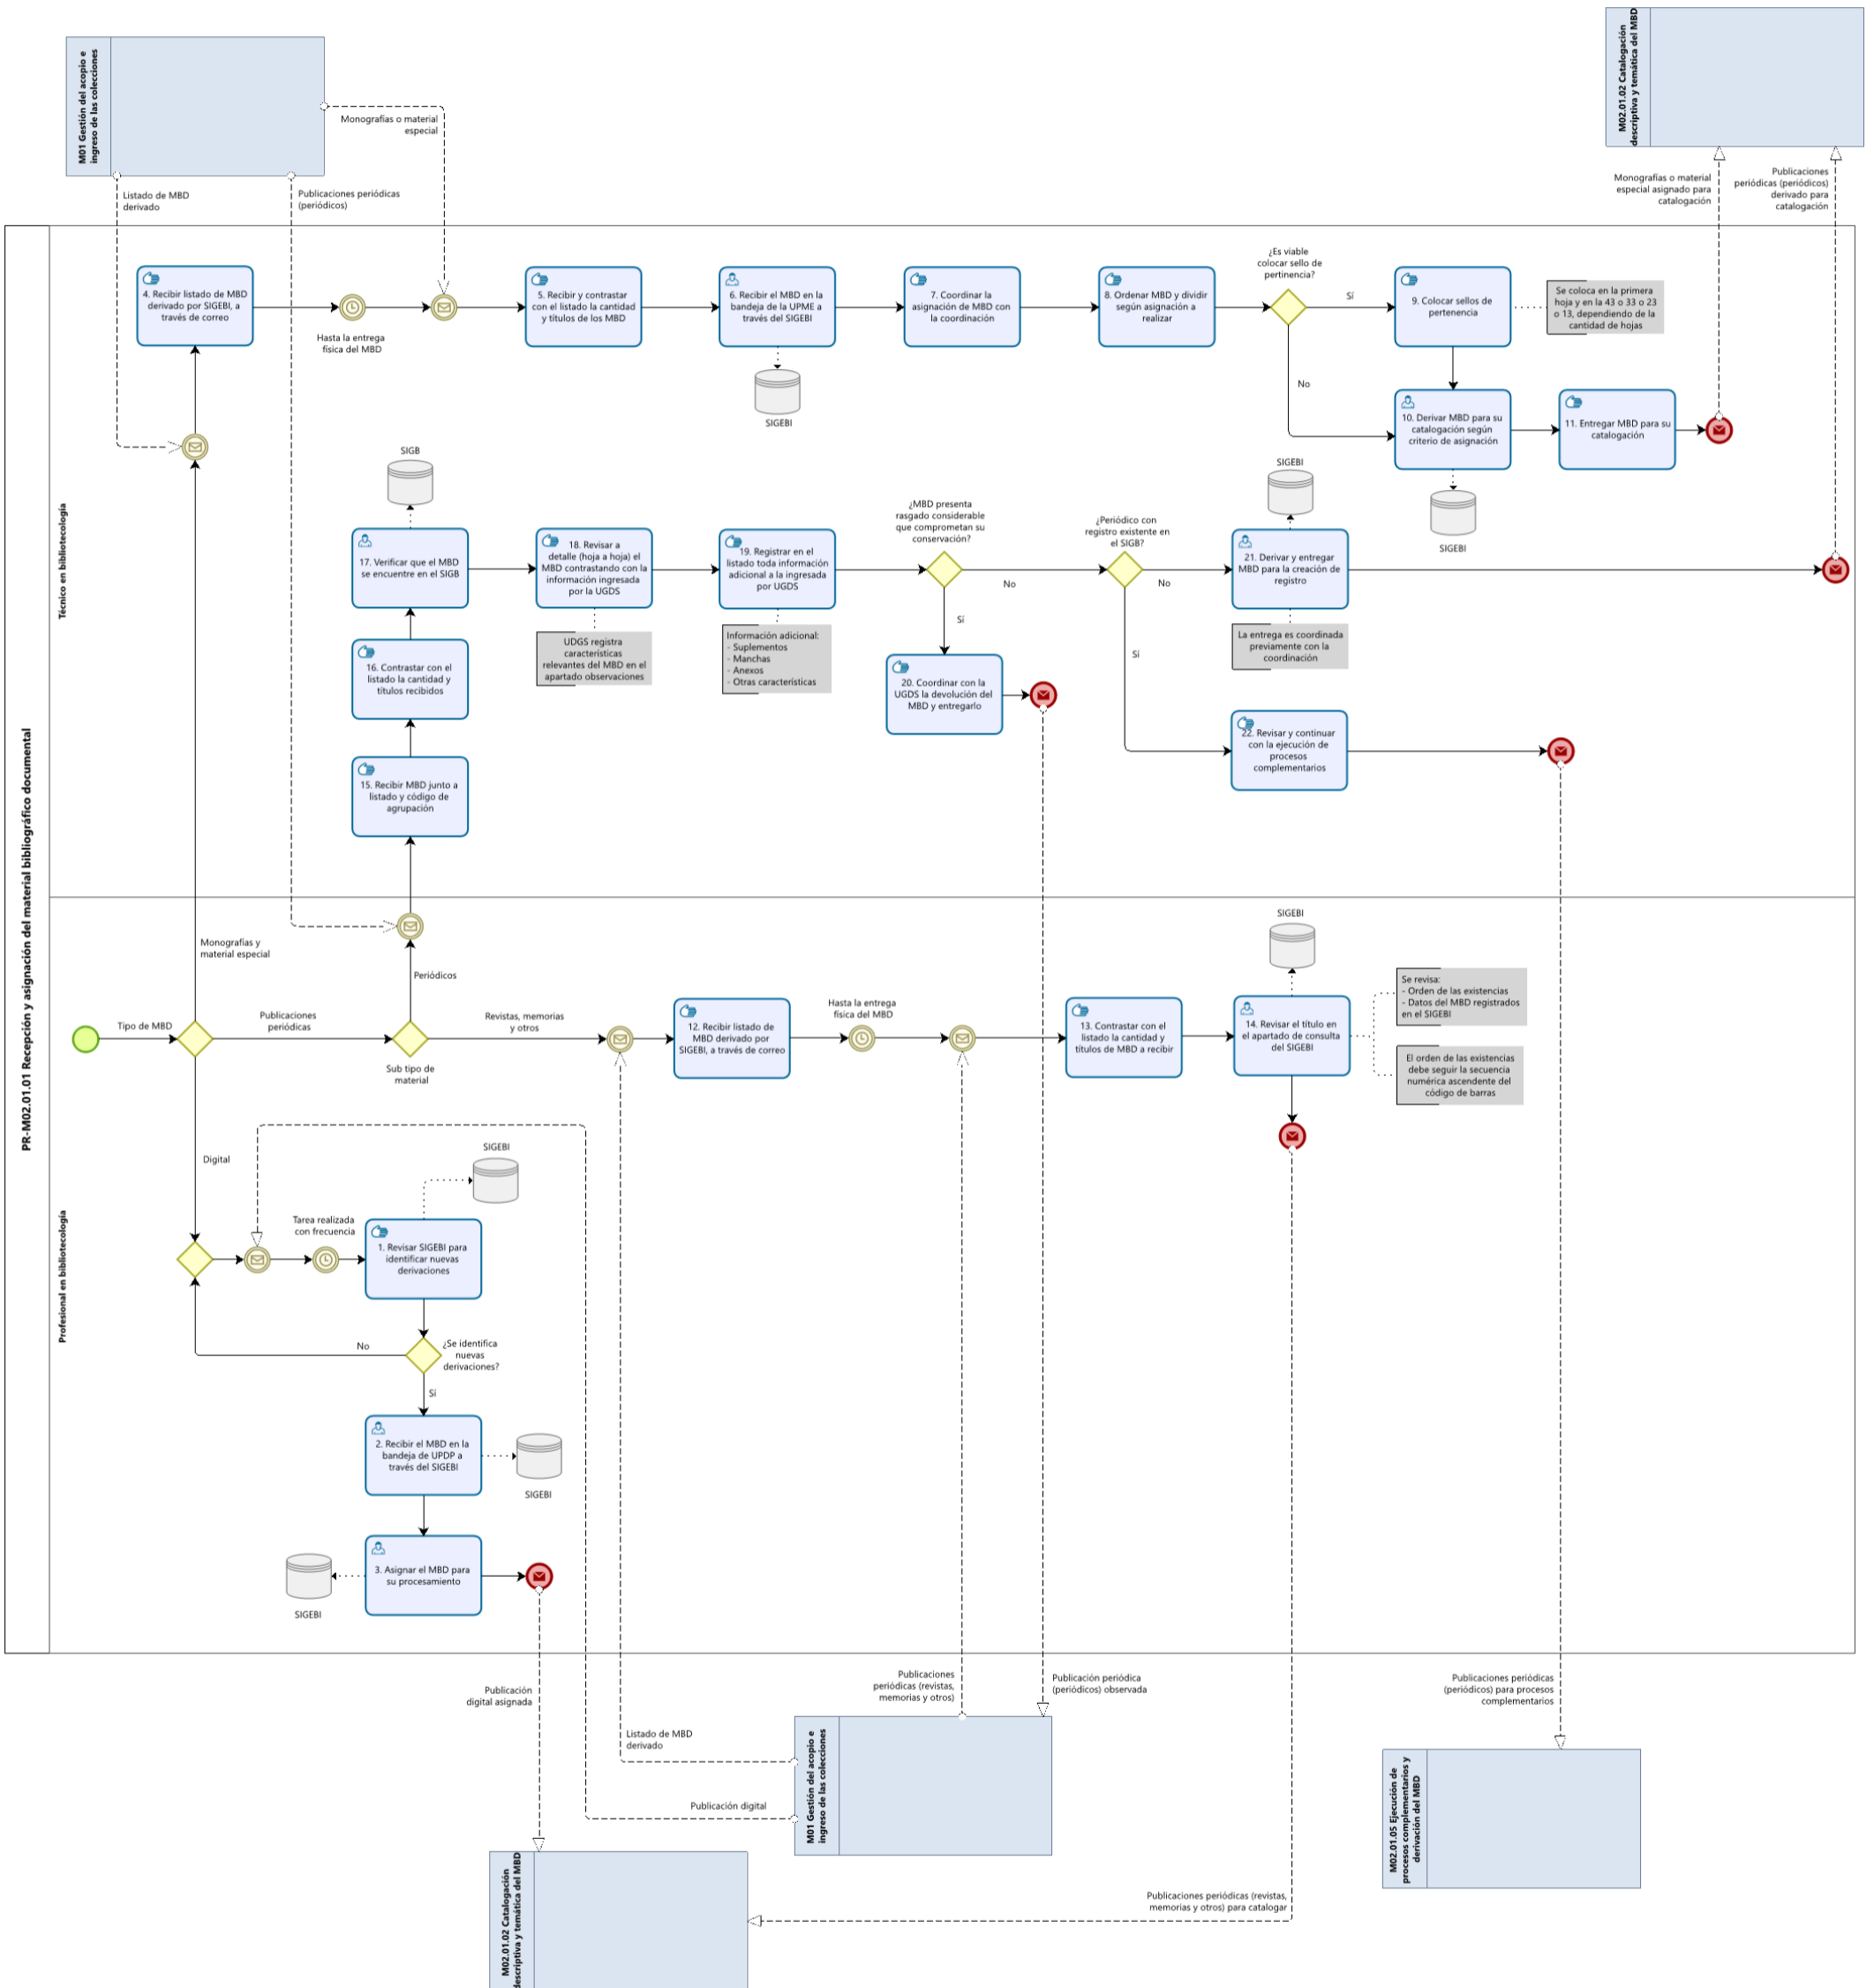 M01 Gestión del acopio e
ingreso de las colecciones
Monografías o material
especial
Listado de MBD
derivado
Publicaciones periódicas
(periódicos)
M02.01.02 Catalogación
descriptiva y temática del MBD
Monografías o material
especial asignado para
catalogación
Publicaciones
periódicas (periódicos)
derivado para
catalogación
PR-M02.01.01 Recepción y asignación del material bibliográfico documental
Técnico en bibliotecología
4. Recibir listado de MBD
derivado por SIGEBI, a
través de correo
Hasta la entrega
física del MBD
5. Recibir y contrastar
con el listado la cantidad
y títulos de los MBD
6. Recibir el MBD en la
bandeja de la UPME a
través del SIGEBI
SIGEBI
7. Coordinar la
asignación de MBD con
la coordinación
8. Ordenar MBD y dividir
según asignación a
realizar
¿Es viable
colocar sello de
pertinencia?
Sí
No
9. Colocar sellos de
pertenencia
Se coloca en la primera
hoja y en la 43 o 33 o 23
o 13, dependiendo de la
cantidad de hojas
10. Derivar MBD para su
catalogación según
criterio de asignación
SIGEBI
11. Entregar MBD para su
catalogación
SIGB
17. Verificar que el MBD
se encuentre en el SIGB
18. Revisar a
detalle (hoja a hoja) el
MBD contrastando con la
información ingresada
por la UGDS
UDGS registra
características
relevantes del MBD en el
apartado observaciones
19. Registrar en el
listado toda información
adicional a la ingresada
por UGDS
Información adicional:
- Suplementos
- Manchas
- Anexos
- Otras características
¿MBD presenta
rasgado considerable
que comprometan su
conservación?
No
Sí
¿Periódico con
registro existente en
el SIGB?
No
Sí
SIGEBI
21. Derivar y entregar
MBD para la creación de
registro
La entrega es coordinada
previamente con la
coordinación
16. Contrastar con el
listado la cantidad y
títulos recibidos
20. Coordinar con la
UGDS la devolución del
MBD y entregarlo
22. Revisar y continuar
con la ejecución de
procesos
complementarios
15. Recibir MBD junto a
listado y código de
agrupación
Profesional en bibliotecología
Monografías y
material especial
Periódicos
Tipo de MBD
Publicaciones
periódicas
Sub tipo de
material
Revistas, memorias
y otros
12. Recibir listado de
MBD derivado por
SIGEBI, a través de correo
Hasta la entrega
física del MBD
13. Contrastar con el
listado la cantidad y
títulos de MBD a recibir
SIGEBI
14. Revisar el título en
el apartado de consulta
del SIGEBI
Se revisa:
- Orden de las existencias
- Datos del MBD registrados
en el SIGEBI
El orden de las existencias
debe seguir la secuencia
numérica ascendente del
código de barras
Digital
SIGEBI
Tarea realizada
con frecuencia
1. Revisar SIGEBI para
identificar nuevas
derivaciones
No
¿Se identifica
nuevas
derivaciones?
Sí
2. Recibir el MBD en la
bandeja de UPDP a
través del SIGEBI
SIGEBI
3. Asignar el MBD para
su procesamiento
SIGEBI
Publicación
digital asignada
Publicaciones
periódicas (revistas,
memorias y otros)
Publicación periódica
(periódicos) observada
Publicaciones periódicas
(periódicos) para procesos
complementarios
Listado de MBD
derivado
Publicación digital
M01 Gestión del acopio e
ingreso de las colecciones
M02.01.05 Ejecución de
procesos complementarios y
derivación del MBD
Publicaciones periódicas (revistas,
memorias y otros) para catalogar
M02.01.02 Catalogación
descriptiva y temática del MBD